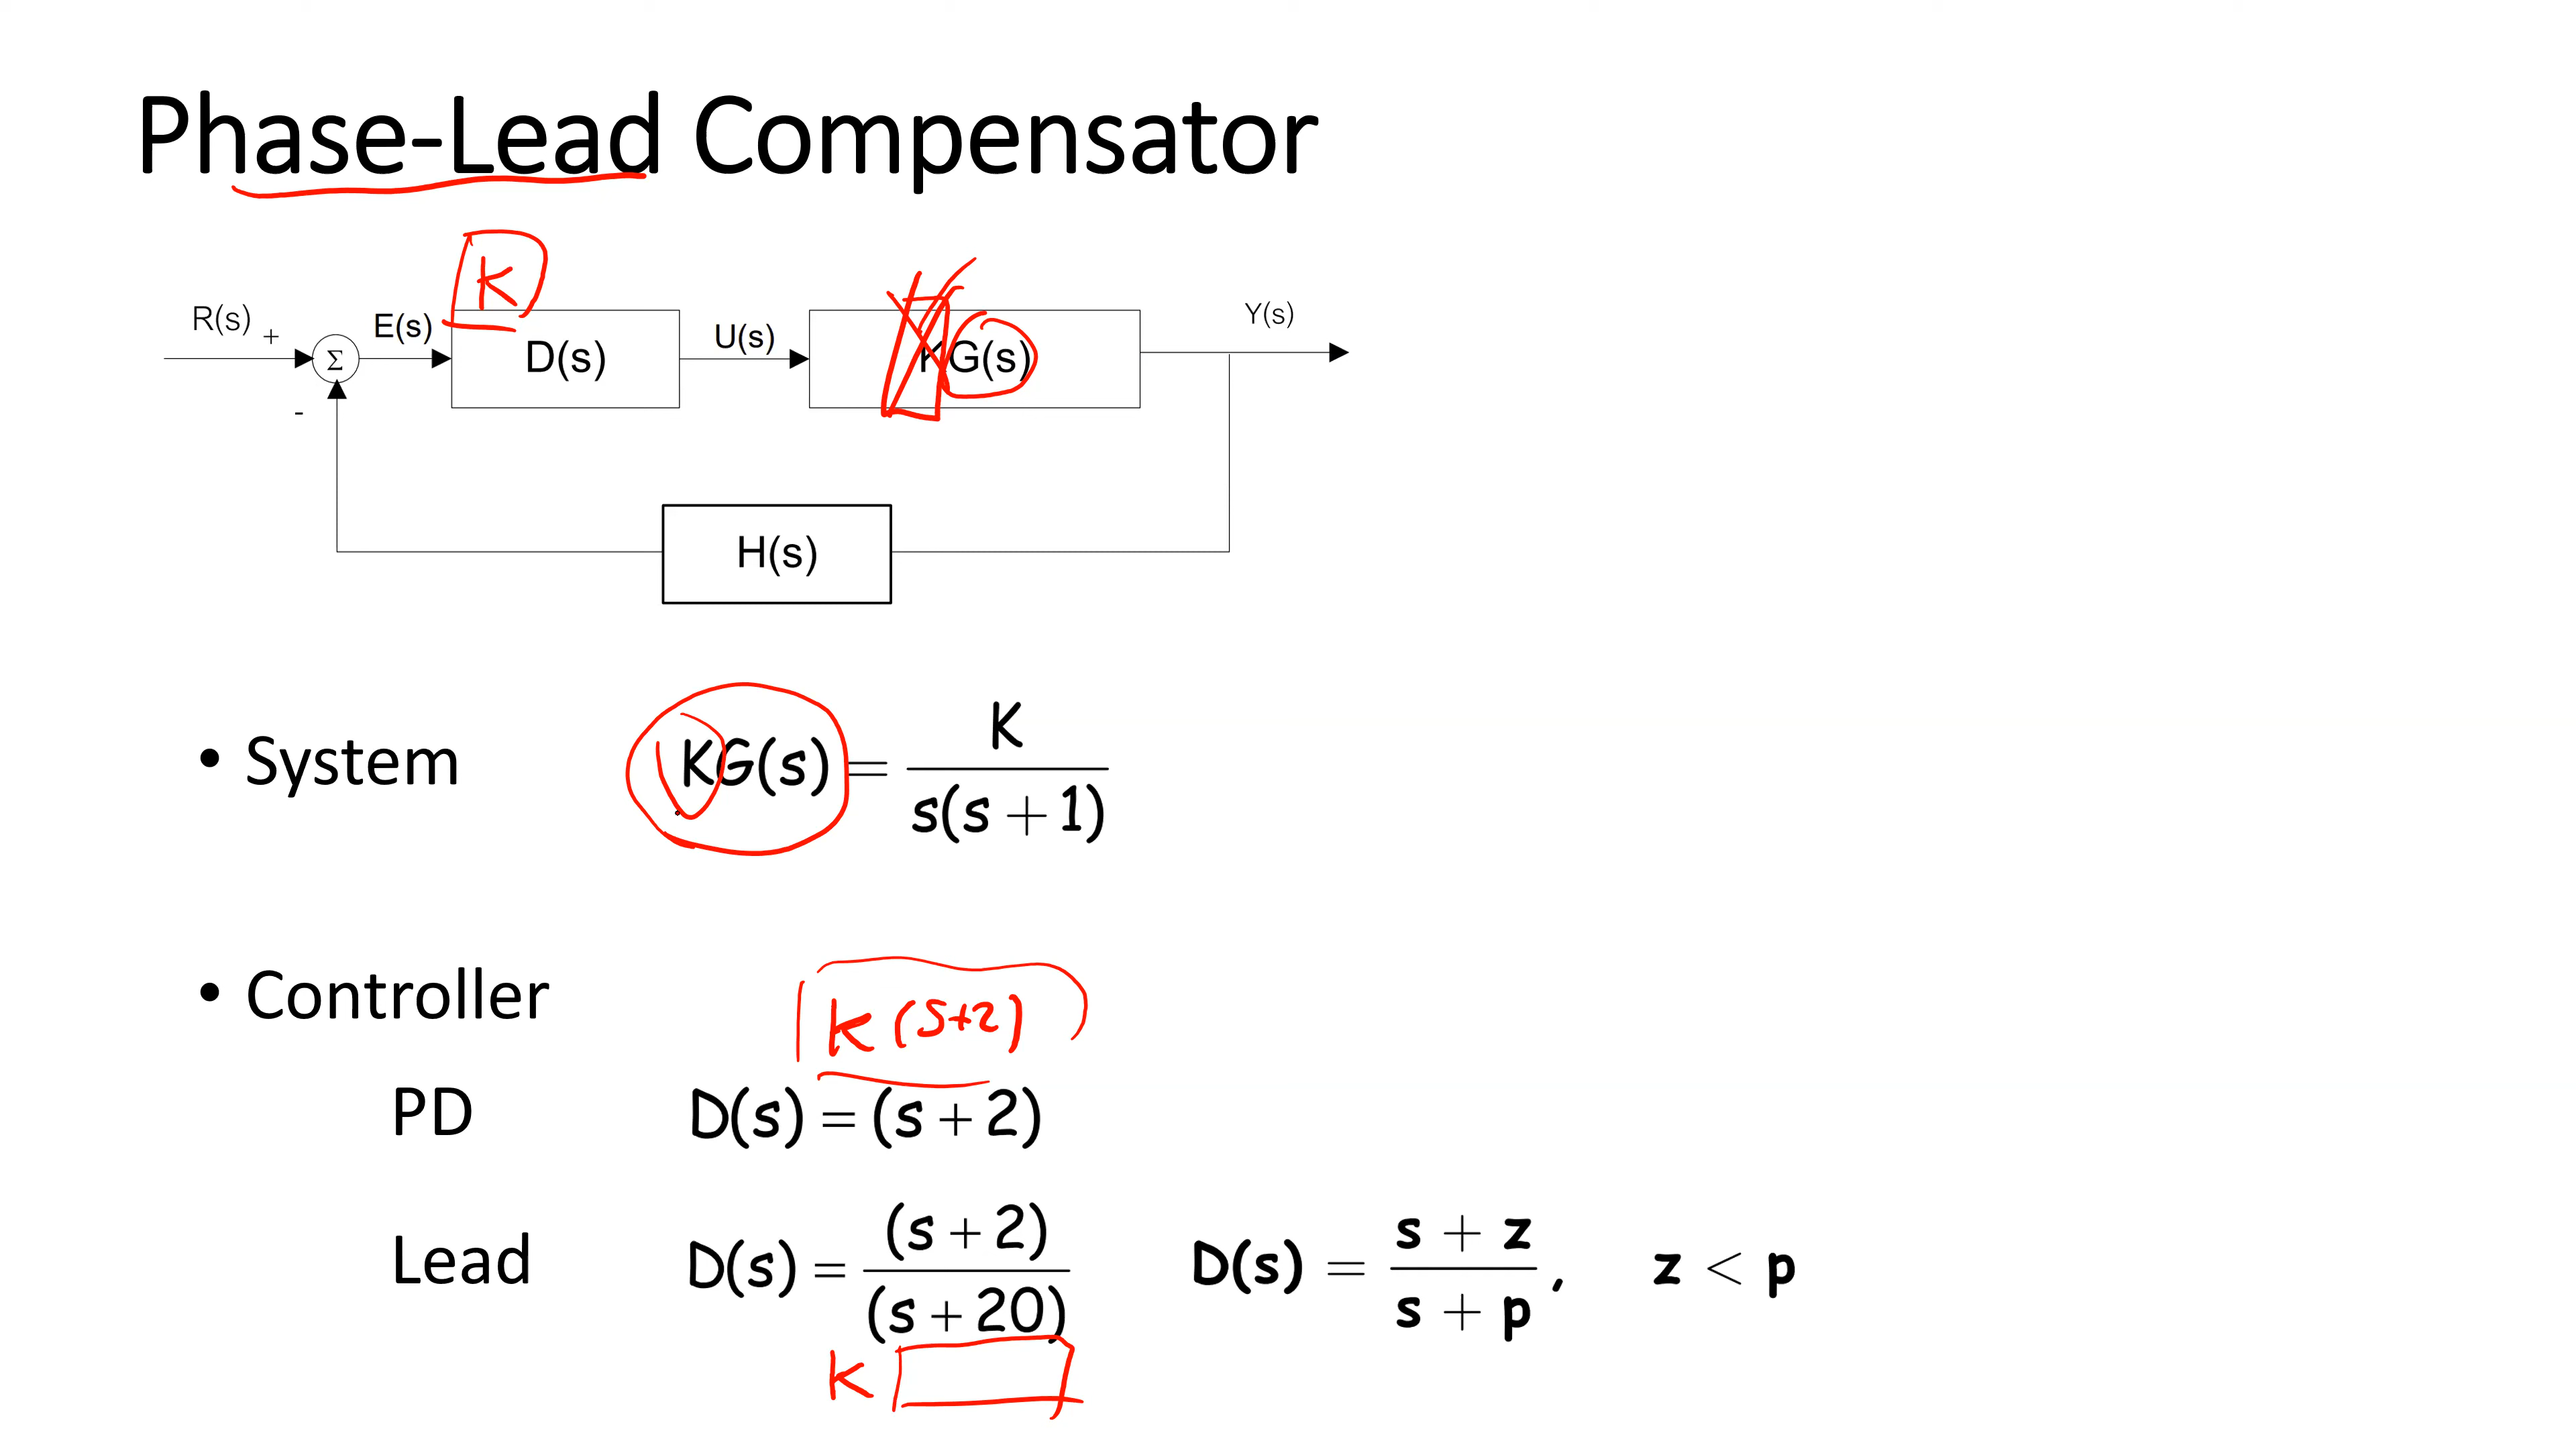 Phase-Lead Compensator
K
R(s) + E(s) D(s) U(s) KG(s) Y(s)
Σ
-
H(s)
• System KG(s) = K / s(s + 1)
• Controller
K (s+2)
PD D(s) = (s + 2)
Lead D(s) = (s + 2) / (s + 20) D(s) = s + z / s + p , z < p
K